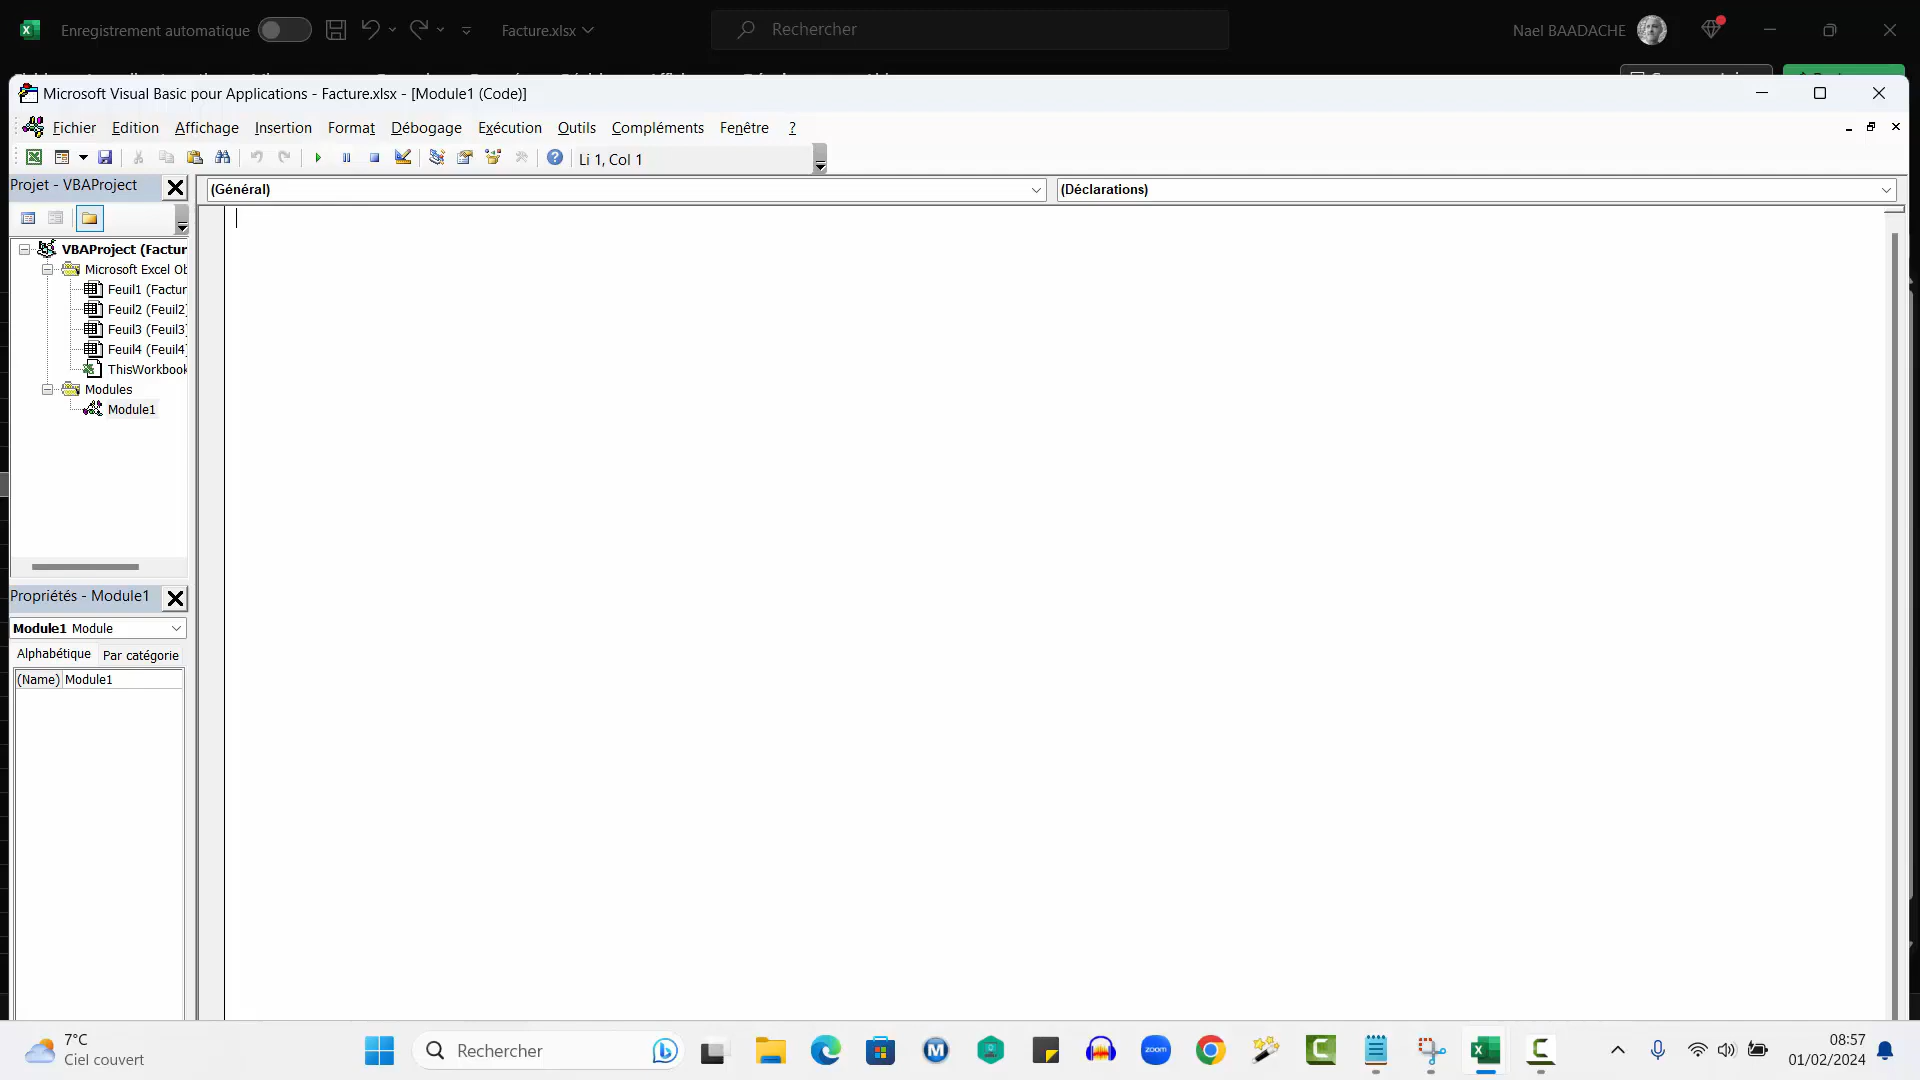 Enregistrement automatique
Facture.xlsx
Rechercher
Nael BAADACHE
Microsoft Visual Basic pour Applications - Facture.xlsx - [Module1 (Code)]
Fichier Edition Affichage Insertion Format Débogage Exécution Outils Compléments Fenêtre ?
Li 1, Col 1
Projet - VBAProject
(Général)
(Déclarations)
VBAProject (Factur
Microsoft Excel Ob
Feuil1 (Factur
Feuil2 (Feuil2)
Feuil3 (Feuil3)
Feuil4 (Feuil4)
ThisWorkbook
Modules
Module1
Propriétés - Module1
Module1 Module
Alphabétique Par catégorie
(Name) Module1
7°C
Ciel couvert
Rechercher
zoom
08:57
01/02/2024